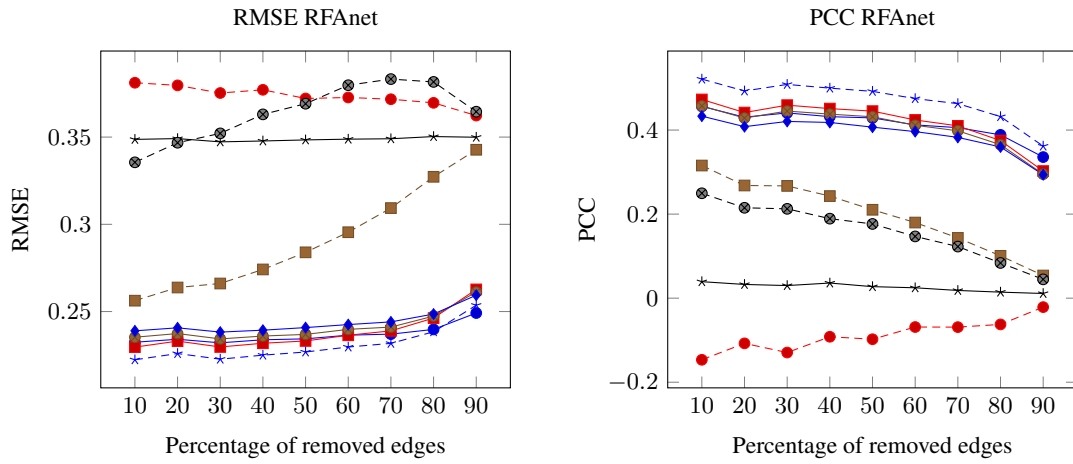 RMSE RFAnet
0.35
0.3
0.25
RMSE
10 20 30 40 50 60 70 80 90
Percentage of removed edges
PCC RFAnet
0.4
0.2
0
−0.2
PCC
10 20 30 40 50 60 70 80 90
Percentage of removed edges